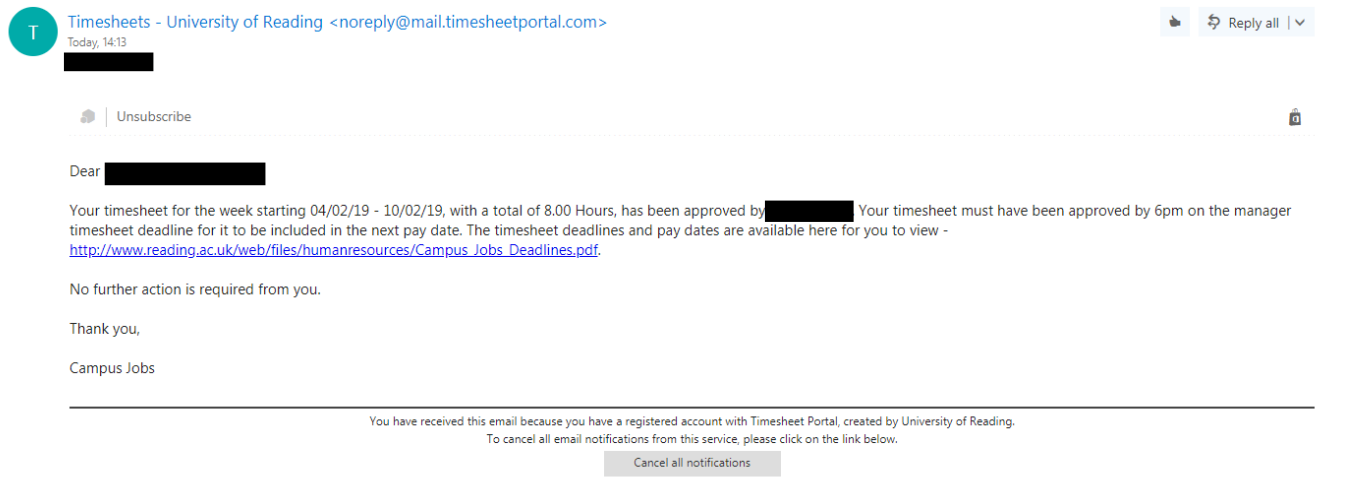 T
Timesheets - University of Reading <noreply@mail.timesheetportal.com>
Reply all
Today, 14:13
Unsubscribe
Dear
Your timesheet for the week starting 04/02/19 - 10/02/19, with a total of 8.00 Hours, has been approved by Your timesheet must have been approved by 6pm on the manager
timesheet deadline for it to be included in the next pay date. The timesheet deadlines and pay dates are available here for you to view -
http://www.reading.ac.uk/web/files/humanresources/Campus_Jobs_Deadlines.pdf.
No further action is required from you.
Thank you,
Campus Jobs
You have received this email because you have a registered account with Timesheet Portal, created by University of Reading.
To cancel all email notifications from this service, please click on the link below.
Cancel all notifications